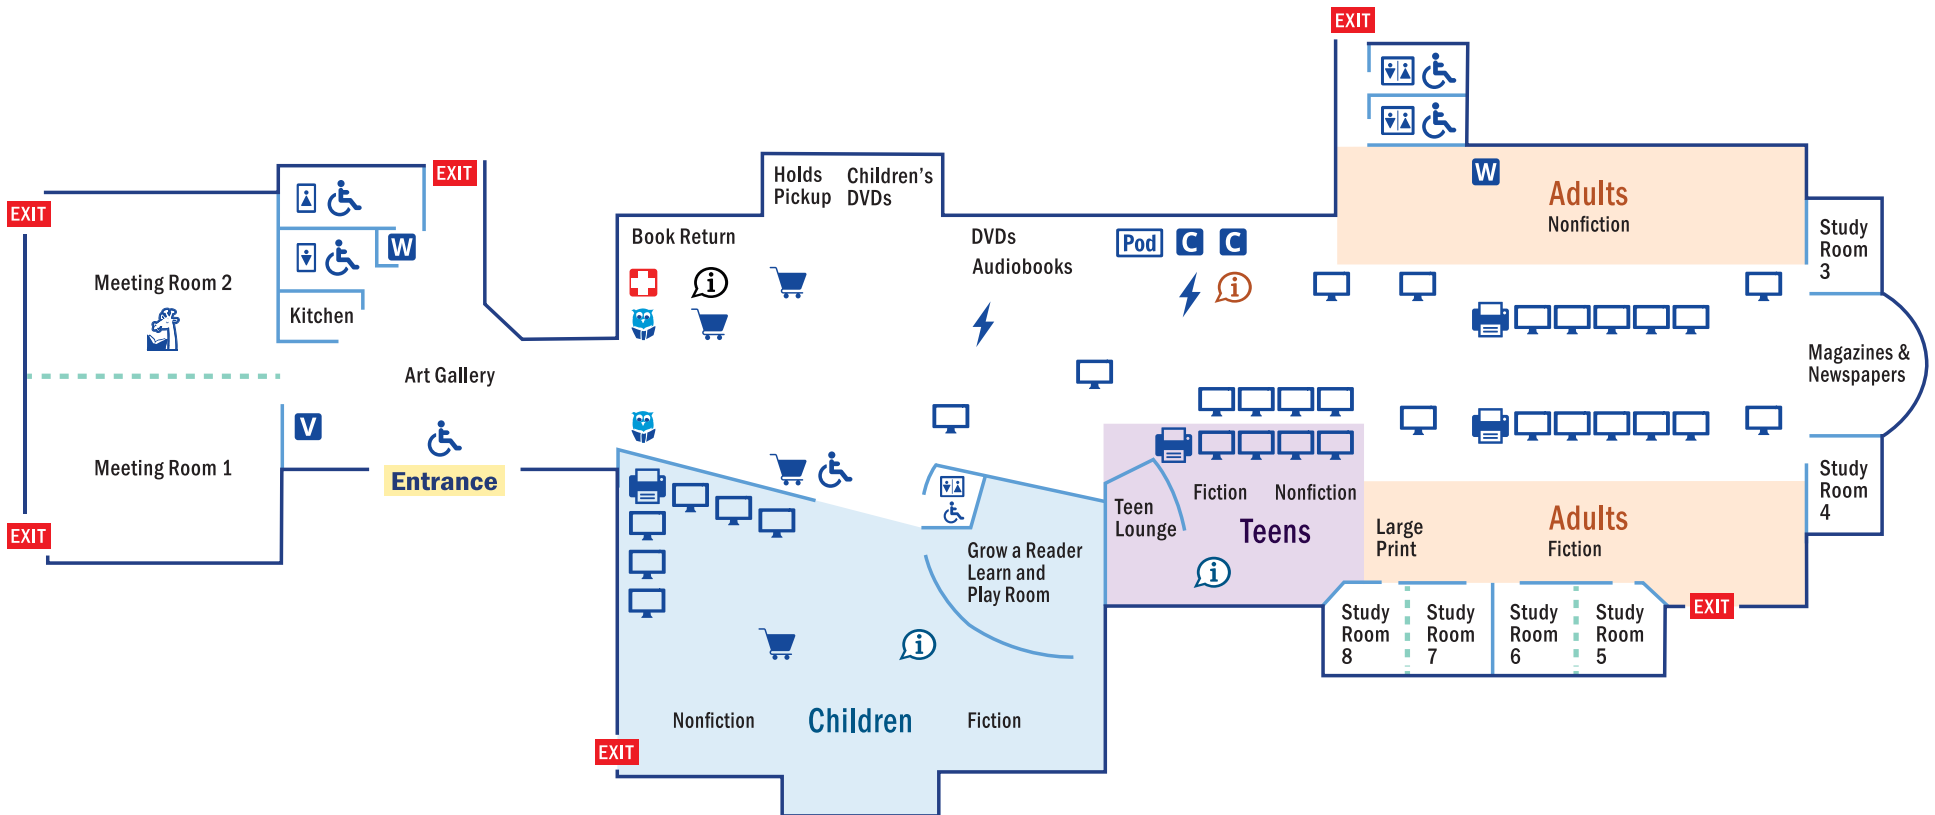 EXIT
EXIT
EXIT
W
Meeting Room 2
Kitchen
Art Gallery
V
Meeting Room 1
Entrance
EXIT
Holds
Pickup
Children's
DVDs
Book Return
i
DVDs
Audiobooks
Pod
C
C
i
EXIT
W
Adults
Nonfiction
Study
Room
3
Magazines &
Newspapers
Study
Room
4
Teen
Lounge
Fiction
Nonfiction
Teens
i
Large
Print
Adults
Fiction
Study
Room
8
Study
Room
7
Study
Room
6
Study
Room
5
EXIT
Grow a Reader
Learn and
Play Room
i
Nonfiction
Children
Fiction
EXIT